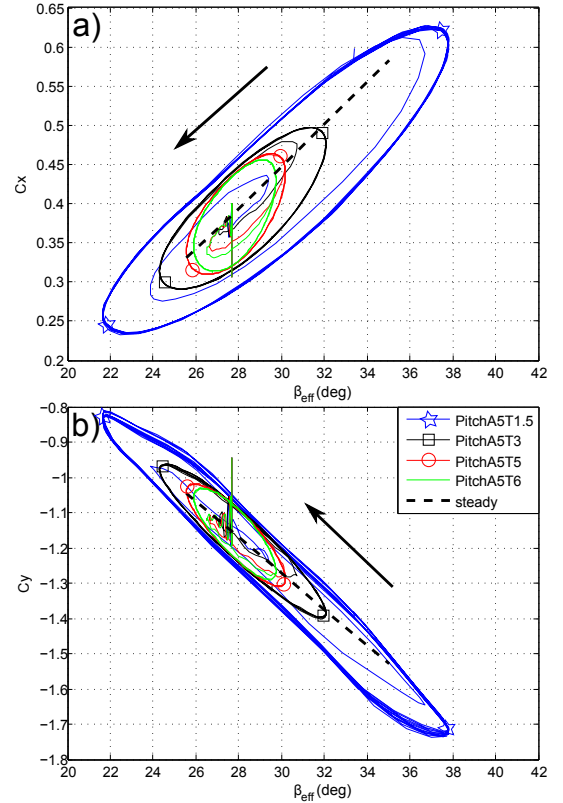 a)
0.65
0.6
0.55
0.5
0.45
0.4
0.35
0.3
0.25
0.2
Cx
20 22 24 26 28 30 32 34 36 38 40 42
β_eff (deg)
b)
−0.8
−0.9
−1
−1.1
−1.2
−1.3
−1.4
−1.5
−1.6
−1.7
−1.8
Cy
PitchA5T1.5
PitchA5T3
PitchA5T5
PitchA5T6
steady
20 22 24 26 28 30 32 34 36 38 40 42
β_eff (deg)